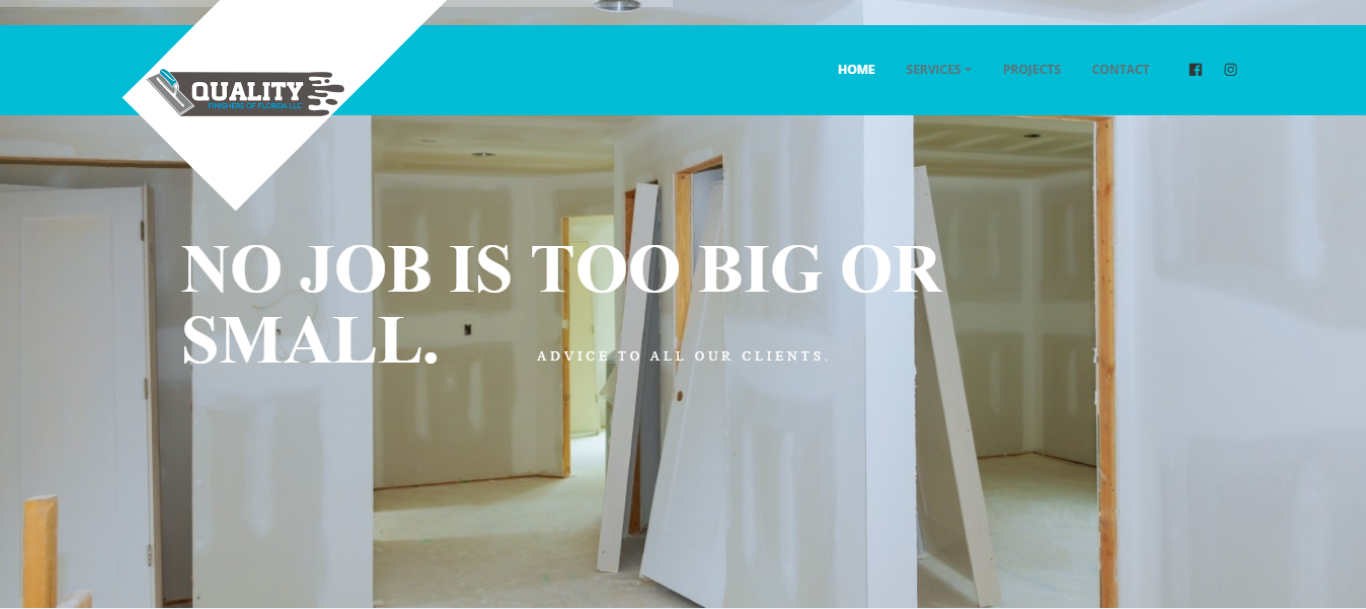 QUALITY
FINISHERS OF FLORIDA LLC
HOME SERVICES PROJECTS CONTACT
NO JOB IS TOO BIG OR
SMALL.
ADVICE TO ALL OUR CLIENTS.